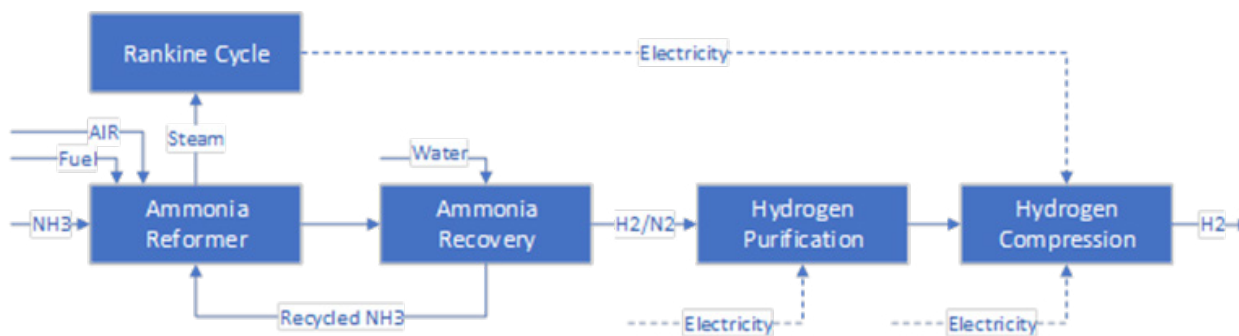 Rankine Cycle
Electricity
AIR
Steam
Fuel
Water
NH3
Ammonia
Reformer
Ammonia
Recovery
H2/N2
Hydrogen
Purification
Hydrogen
Compression
H2
Recycled NH3
Electricity
Electricity